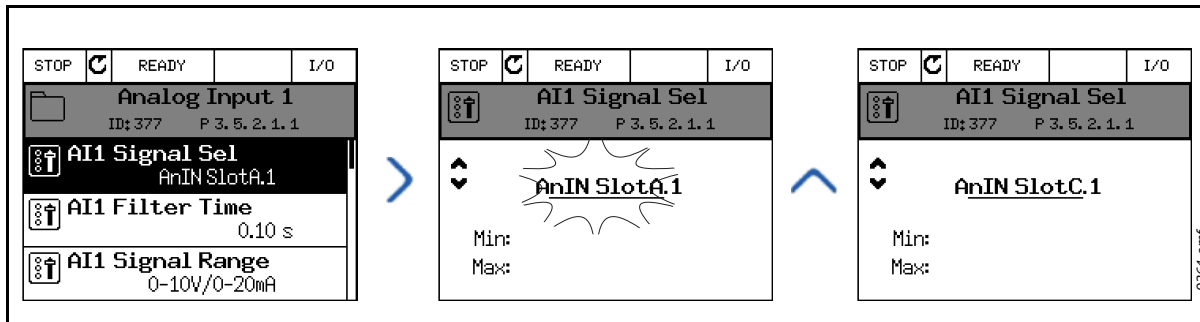 STOP READY I/O
Analog Input 1
ID:377 P3.5.2.1.1
AI1 Signal Sel
AnIN SlotA.1
AI1 Filter Time
0.10 s
AI1 Signal Range
0-10V/0-20mA
STOP READY I/O
AI1 Signal Sel
ID:377 P3.5.2.1.1
AnIN SlotA.1
Min:
Max:
STOP READY I/O
AI1 Signal Sel
ID:377 P3.5.2.1.1
AnIN SlotC.1
Min:
Max: